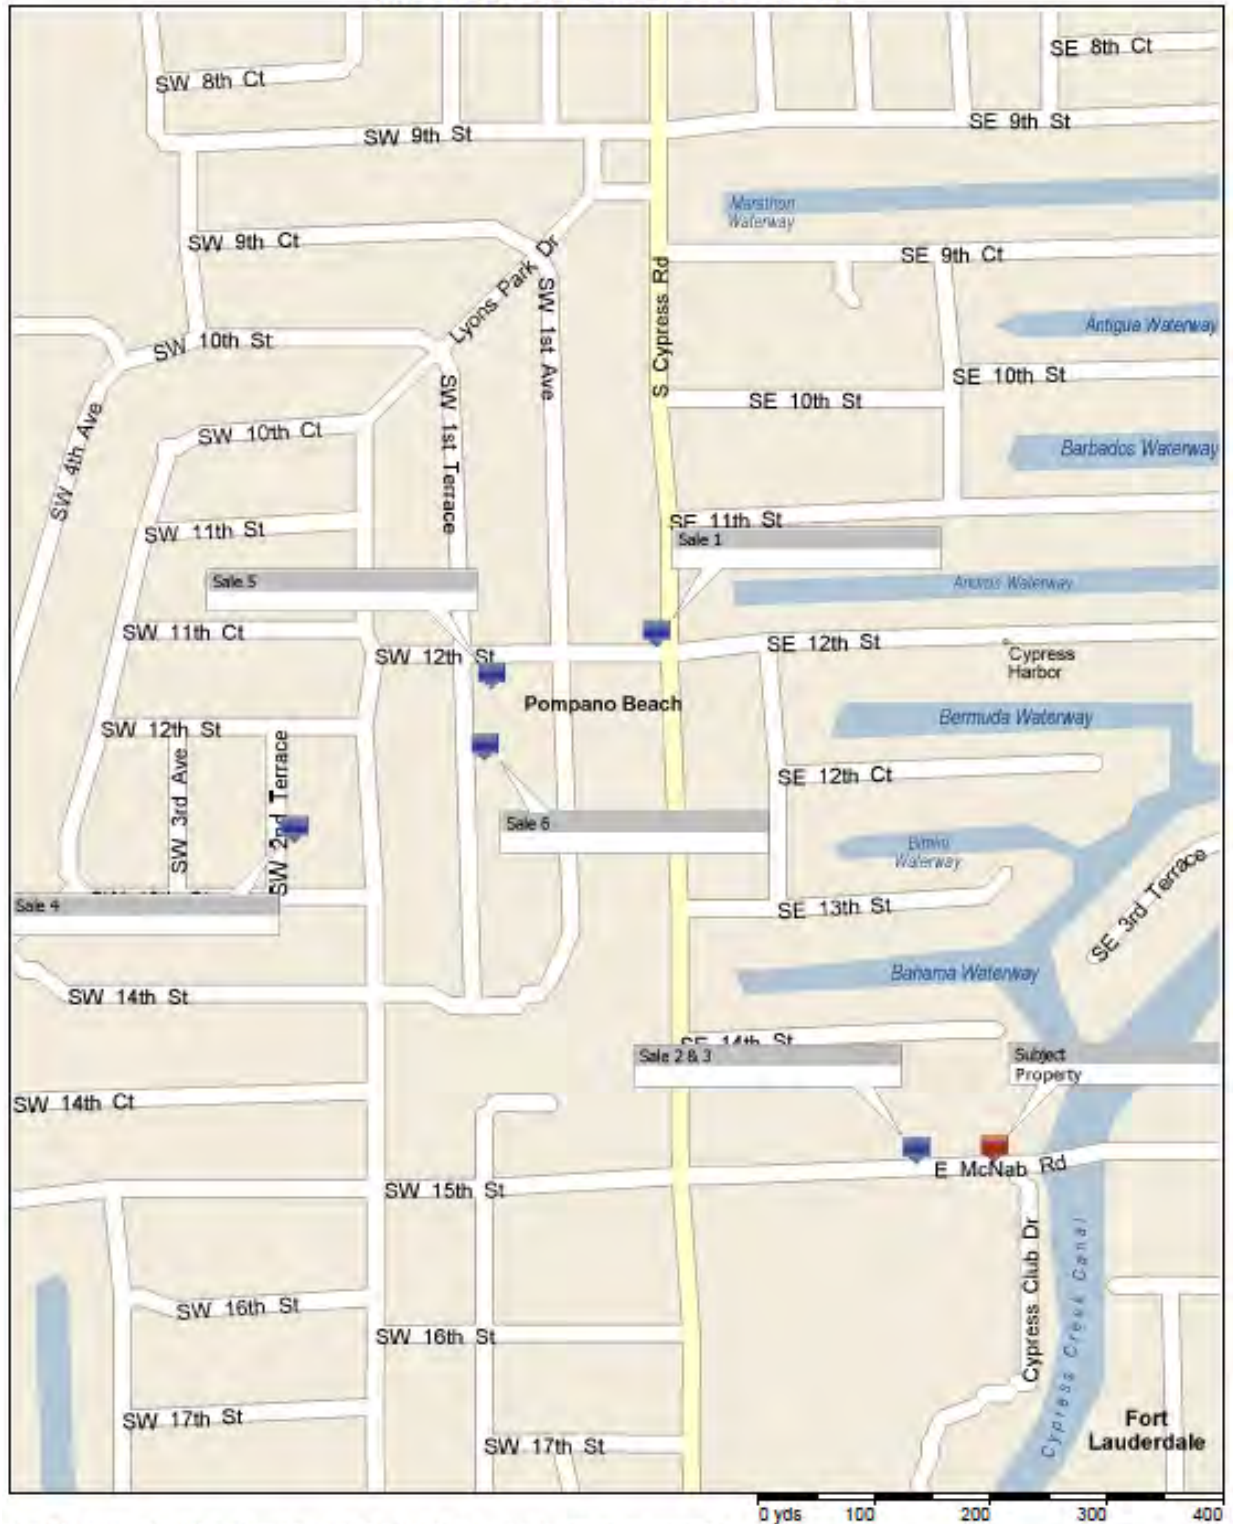 SE 8th Ct
SW 8th Ct
SE 9th St
SW 9th St
Marathon
Waterway
SW 9th Ct
Lyons Park Dr
SE 9th Ct
S Cypress Rd
SW 1st Ave
Antigua Waterway
SW 10th St
SE 10th St
SW 1st Terrace
SE 10th St
SW 4th Ave
SW 10th Ct
Barbados Waterway
SW 11th St
SE 11th St
Sale 1
Sale 5
Andros Waterway
SW 11th Ct
SW 12th St
SE 12th St
Cypress
Harbor
Pompano Beach
Bermuda Waterway
SW 12th St
SW 3rd Ave
SW 2nd Terrace
SE 12th Ct
Sale 6
Bimini
Waterway
SE 3rd Terrace
Sale 4
SE 13th St
Bahama Waterway
SW 14th St
SE 14th St
Sale 2 & 3
Subject
Property
SW 14th Ct
E McNab Rd
SW 15th St
Cypress Club Dr
Cypress Creek Canal
SW 16th St
SW 16th St
SW 17th St
SW 17th St
Fort
Lauderdale
0 yds 100 200 300 400